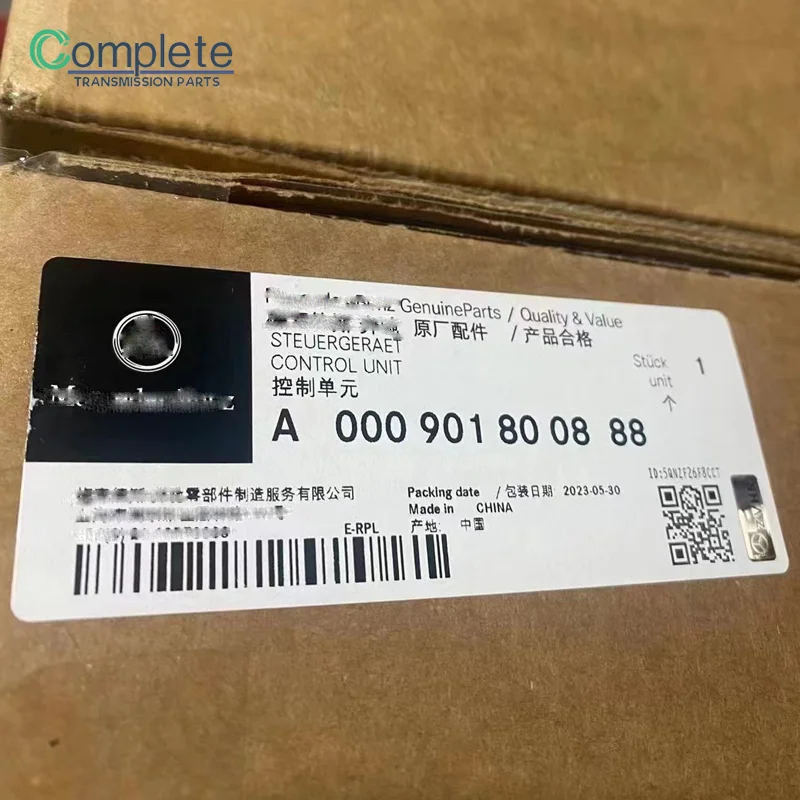 Complete
TRANSMISSION PARTS
GenuineParts / Quality & Value
原厂配件 / 产品合格
STEUERGERAET
CONTROL UNIT
控制单元
Stück 1
unit
个
A 000 901 80 08 88
零部件制造服务有限公司
Packing date / 包装日期: 2023-05-30
Made in CHINA
产地: 中国
E-RPL
ID:5QNZF26F8CCT